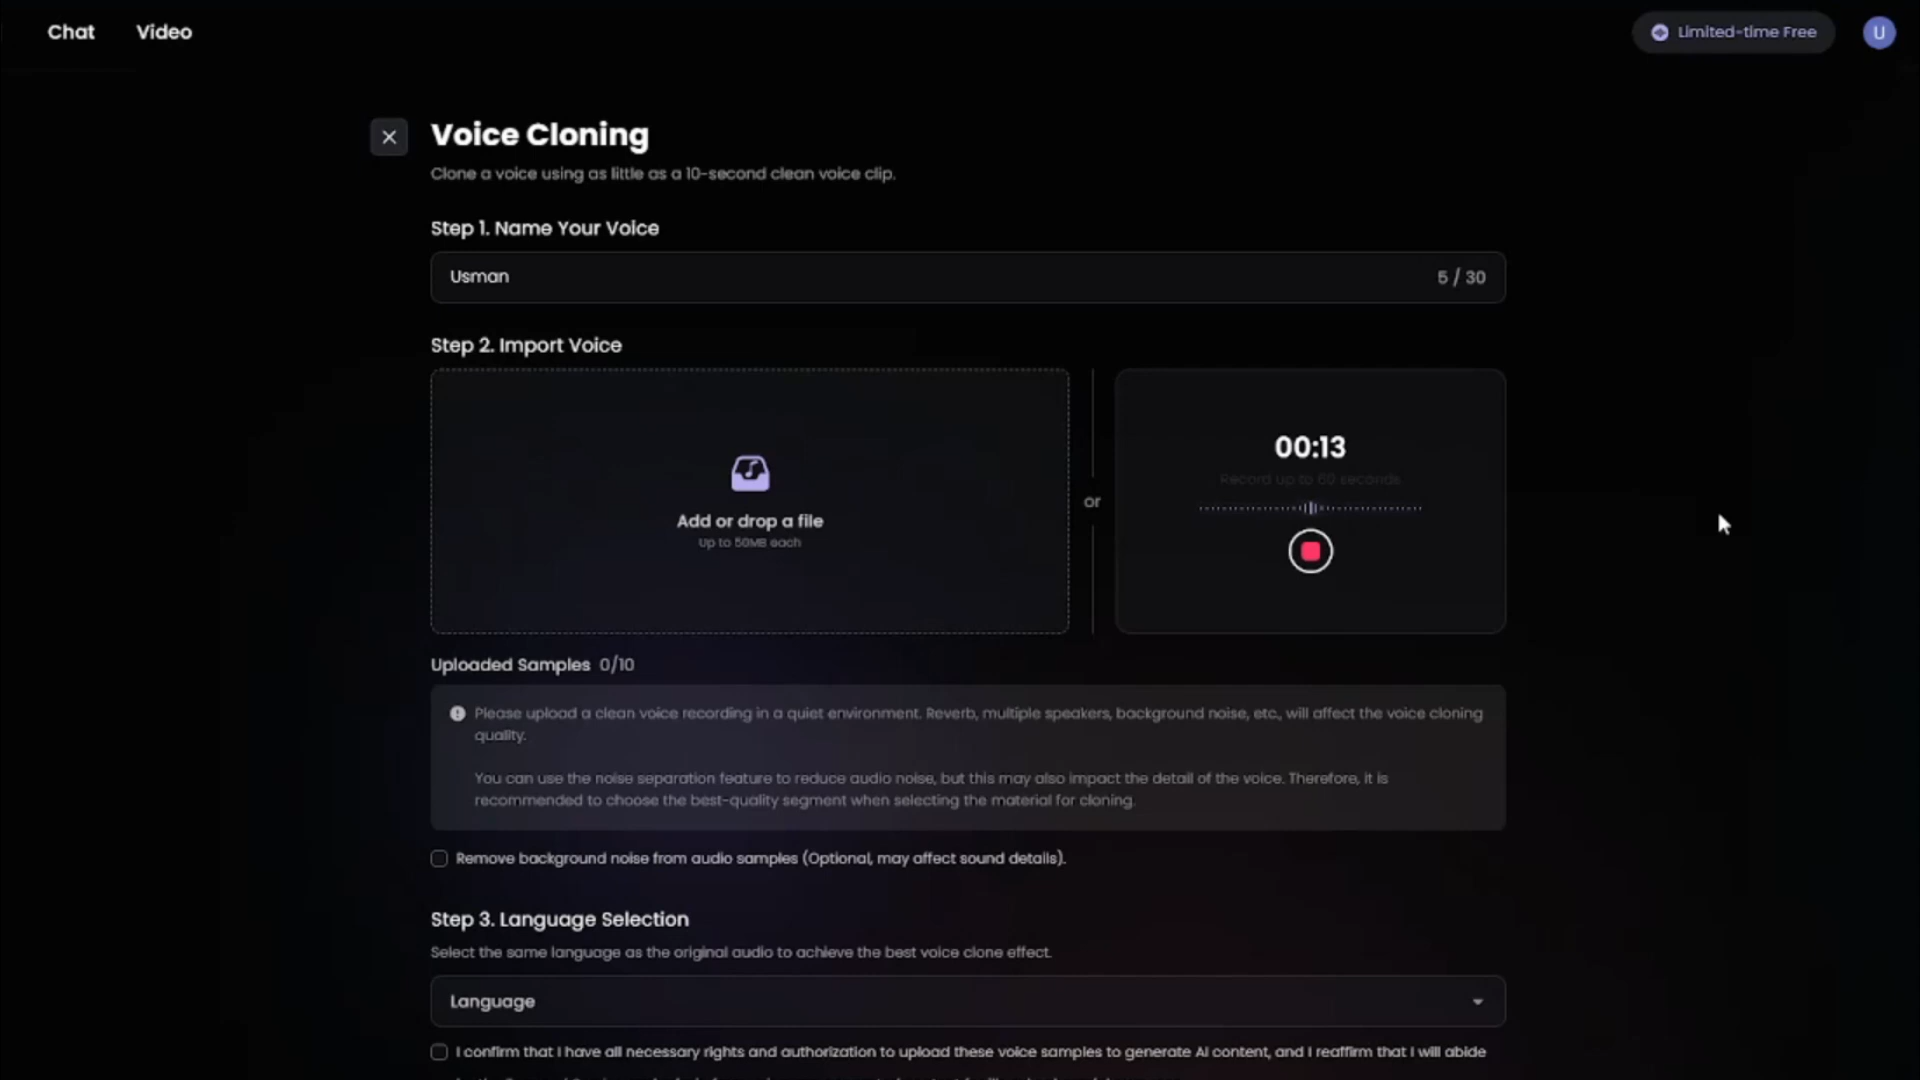 Chat
Video
Limited-time Free
U
Voice Cloning
Clone a voice using as little as a 10-second clean voice clip.
Step 1. Name Your Voice
Usman
5 / 30
Step 2. Import Voice
Add or drop a file
Up to 50MB each
or
00:13
Record up to 60 seconds
Uploaded Samples 0/10
Please upload a clean voice recording in a quiet environment. Reverb, multiple speakers, background noise, etc., will affect the voice cloning
quality.
You can use the noise separation feature to reduce audio noise, but this may also impact the detail of the voice. Therefore, it is
recommended to choose the best-quality segment when selecting the material for cloning.
Remove background noise from audio samples (Optional, may affect sound details).
Step 3. Language Selection
Select the same language as the original audio to achieve the best voice clone effect.
Language
I confirm that I have all necessary rights and authorization to upload these voice samples to generate AI content, and I reaffirm that I will abide